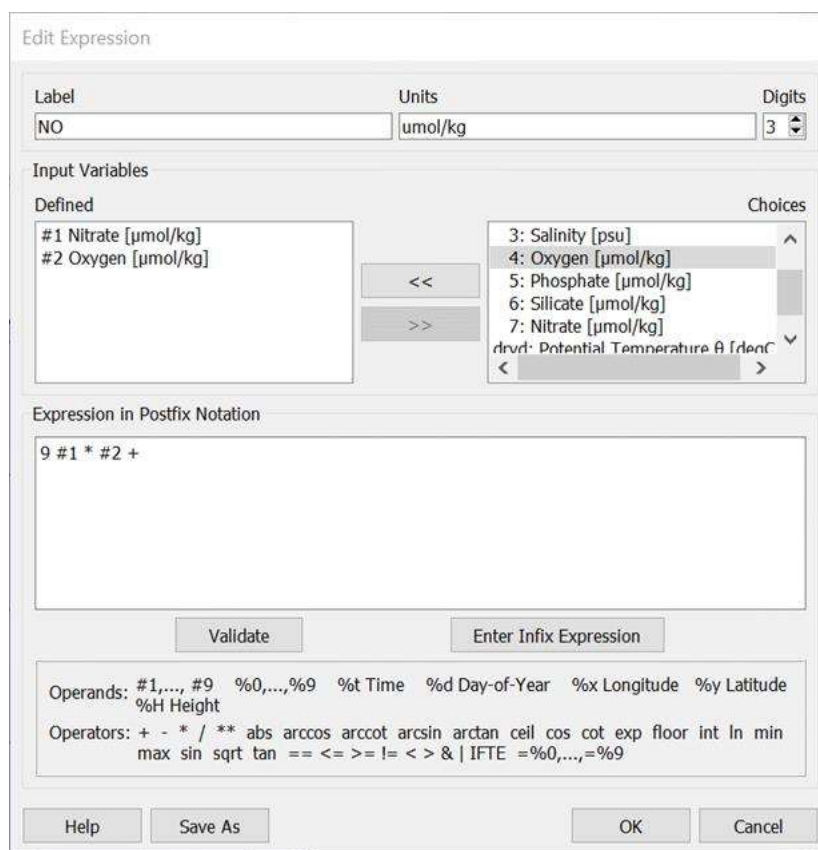 Edit Expression
Label Units Digits
NO umol/kg 3
Input Variables
Defined Choices
#1 Nitrate [µmol/kg]
#2 Oxygen [µmol/kg]
<<
>>
3: Salinity [psu]
4: Oxygen [µmol/kg]
5: Phosphate [µmol/kg]
6: Silicate [µmol/kg]
7: Nitrate [µmol/kg]
drvd: Potential Temperature θ [degC
Expression in Postfix Notation
9 #1 * #2 +
Validate Enter Infix Expression
Operands: #1,..., #9 %0,...,%9 %t Time %d Day-of-Year %x Longitude %y Latitude
%H Height
Operators: + - * / ** abs arccos arccot arcsin arctan ceil cos cot exp floor int ln min
max sin sqrt tan == <= >= != < > & | IFTE =%0,...,=%9
Help Save As OK Cancel